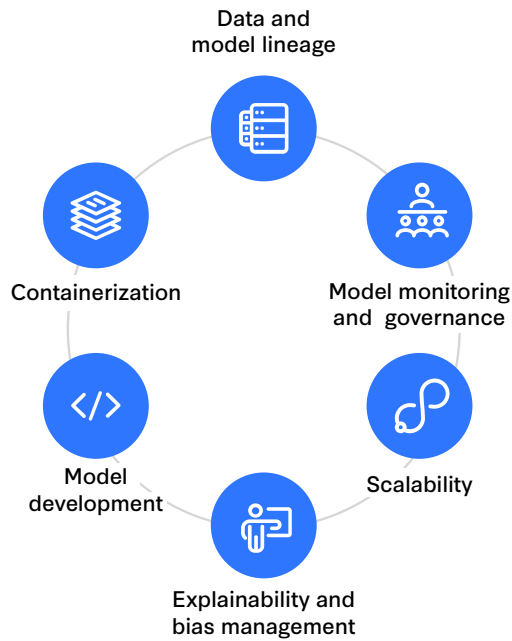 Data and
model lineage
Containerization
Model monitoring
and governance
Model
development
Scalability
Explainability and
bias management